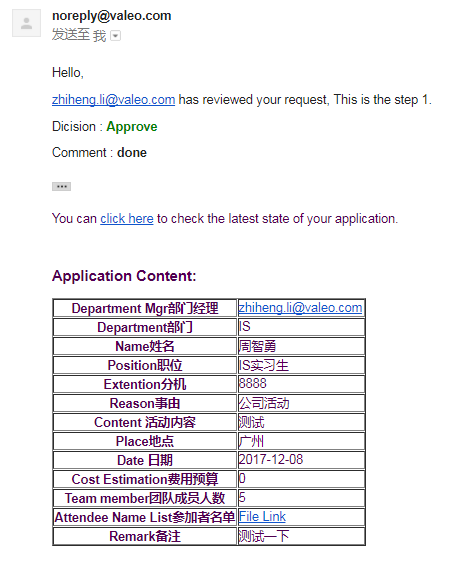 noreply@valeo.com
发送至 我
Hello,
zhiheng.li@valeo.com has reviewed your request, This is the step 1.
Dicision : Approve
Comment : done
You can click here to check the latest state of your application.
Application Content:
Department Mgr部门经理 zhiheng.li@valeo.com
Department部门 IS
Name姓名 周智勇
Position职位 IS实习生
Extention分机 8888
Reason事由 公司活动
Content 活动内容 测试
Place地点 广州
Date 日期 2017-12-08
Cost Estimation费用预算 0
Team member团队成员人数 5
Attendee Name List参加者名单 File Link
Remark备注 测试一下